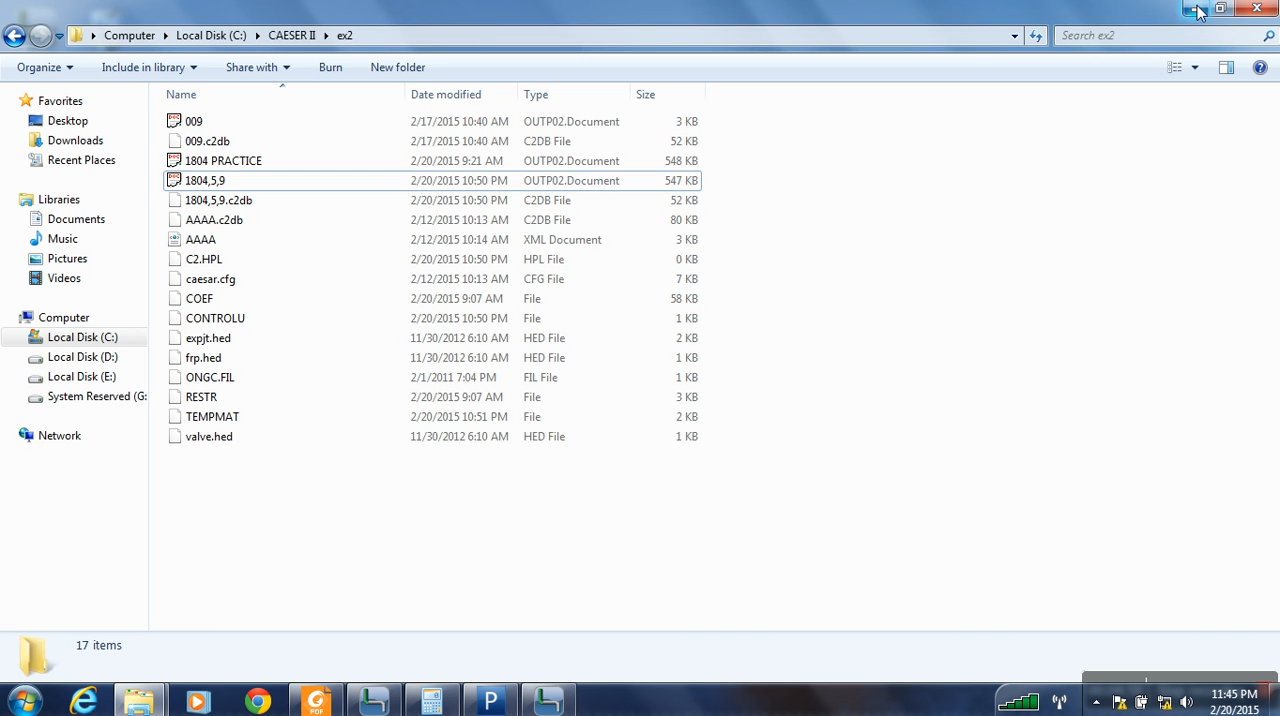 Computer Local Disk (C:) CAESER II ex2 Search ex2
Organize Include in library Share with Burn New folder
Favorites
Desktop
Downloads
Recent Places
Libraries
Documents
Music
Pictures
Videos
Computer
Local Disk (C:)
Local Disk (D:)
Local Disk (E:)
System Reserved (G:
Network
Name Date modified Type Size
009 2/17/2015 10:40 AM OUTP02.Document 3 KB
009.c2db 2/17/2015 10:40 AM C2DB File 52 KB
1804 PRACTICE 2/20/2015 9:21 AM OUTP02.Document 548 KB
1804,5,9 2/20/2015 10:50 PM OUTP02.Document 547 KB
1804,5,9.c2db 2/20/2015 10:50 PM C2DB File 52 KB
AAAA.c2db 2/12/2015 10:13 AM C2DB File 80 KB
AAAA 2/12/2015 10:14 AM XML Document 3 KB
C2.HPL 2/20/2015 10:50 PM HPL File 0 KB
caesar.cfg 2/12/2015 10:13 AM CFG File 7 KB
COEF 2/20/2015 9:07 AM File 58 KB
CONTROLU 2/20/2015 10:50 PM File 1 KB
expjt.hed 11/30/2012 6:10 AM HED File 2 KB
frp.hed 11/30/2012 6:10 AM HED File 1 KB
ONGC.FIL 2/1/2011 7:04 PM FIL File 1 KB
RESTR 2/20/2015 9:07 AM File 3 KB
TEMPMAT 2/20/2015 10:51 PM File 2 KB
valve.hed 11/30/2012 6:10 AM HED File 1 KB
17 items
PDF
P
11:45 PM
2/20/2015